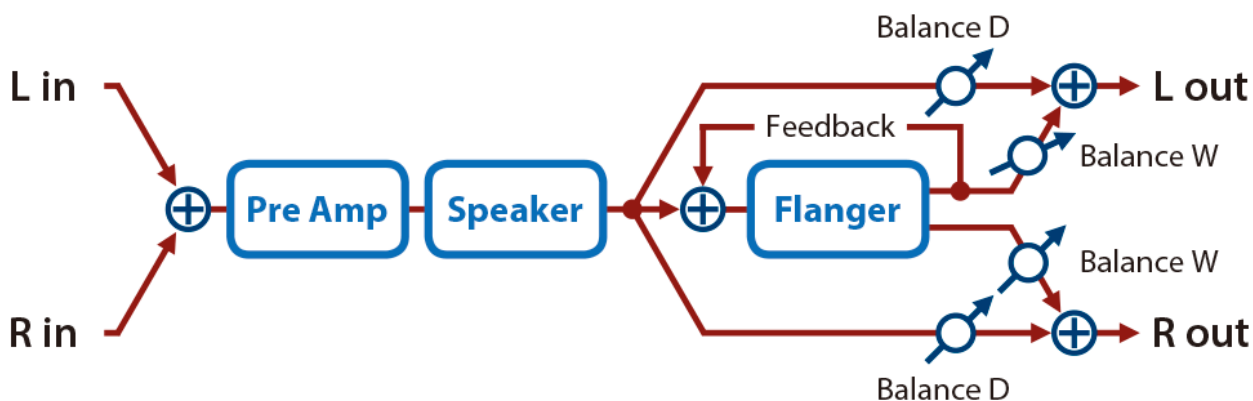 Balance D
L in
L out
Feedback
Balance W
Pre Amp
Speaker
Flanger
Balance W
R in
R out
Balance D